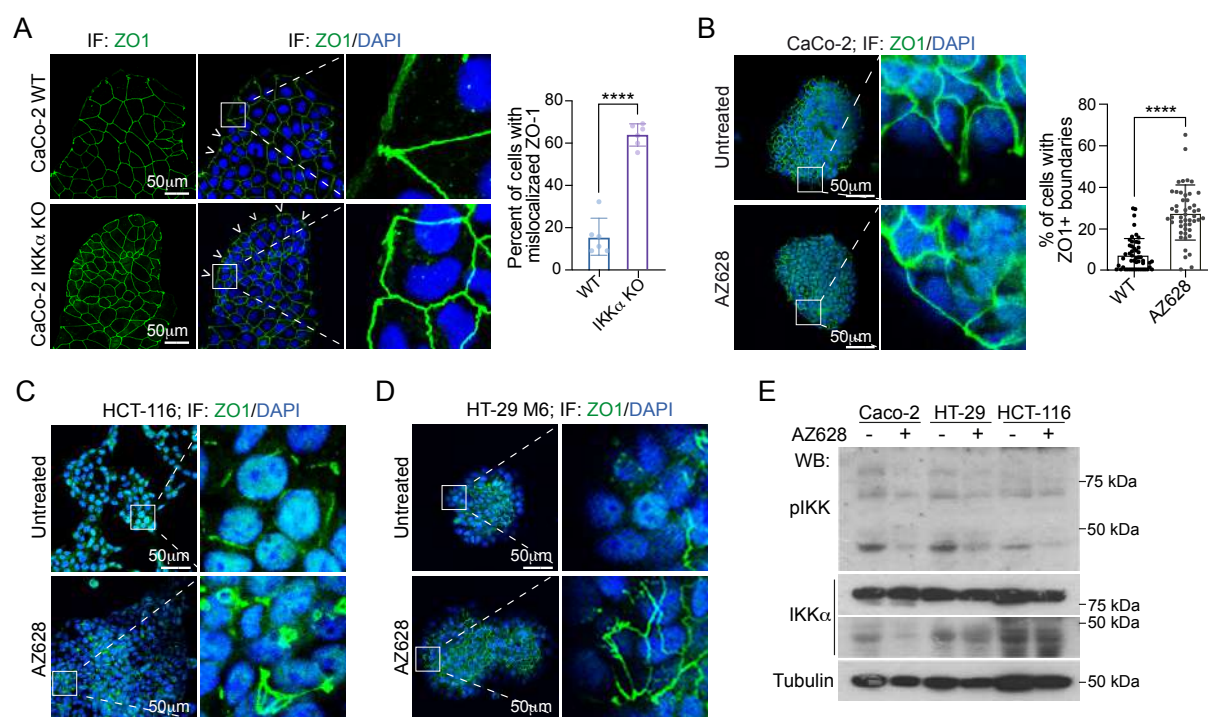 A
IF: ZO1
IF: ZO1/DAPI
CaCo-2 WT
50µm
50µm
CaCo-2 IKKα KO
50µm
50µm
Percent of cells with
mislocalizaed ZO-1
80
60
40
20
0
****
WT
IKKα KO
B
CaCo-2; IF: ZO1/DAPI
Untreated
50µm
AZ628
50µm
% of cells with
ZO1+ boundaries
80
60
40
20
0
****
WT
AZ628
C
HCT-116; IF: ZO1/DAPI
Untreated
50µm
AZ628
50µm
D
HT-29 M6; IF: ZO1/DAPI
Untreated
50µm
AZ628
50µm
E
Caco-2 HT-29 HCT-116
AZ628 - + - + - +
WB:
75 kDa
pIKK
50 kDa
IKKα
75 kDa
50 kDa
Tubulin
50 kDa